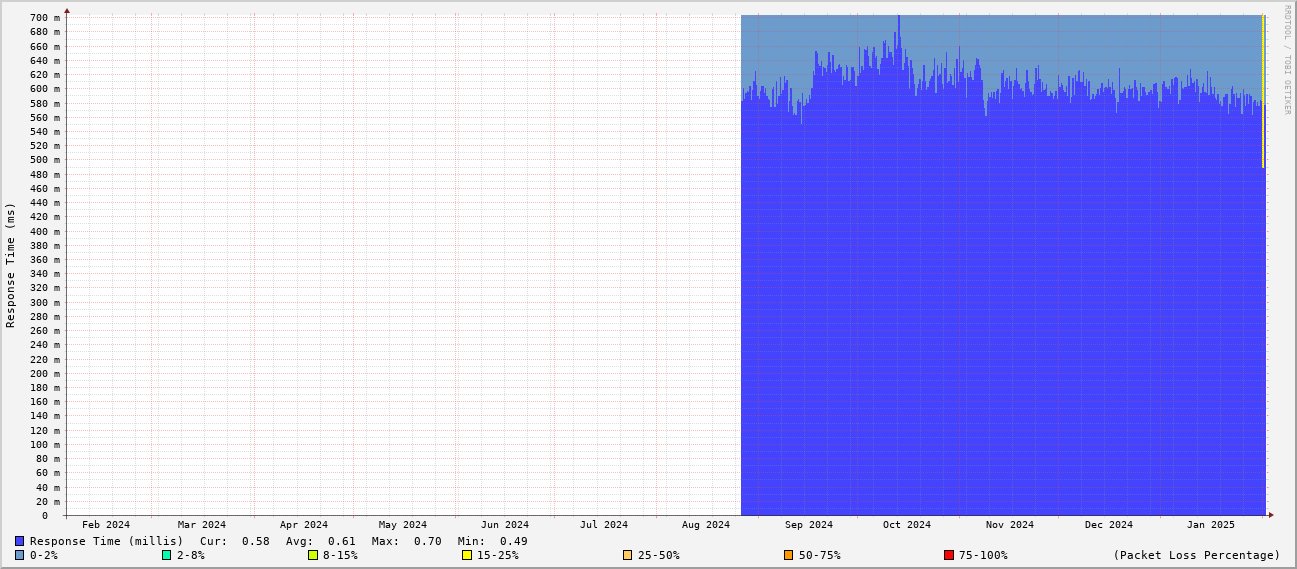 700 m
680 m
660 m
640 m
620 m
600 m
580 m
560 m
540 m
520 m
500 m
480 m
460 m
440 m
420 m
400 m
380 m
360 m
340 m
320 m
300 m
280 m
260 m
240 m
220 m
200 m
180 m
160 m
140 m
120 m
100 m
80 m
60 m
40 m
20 m
0
Response Time (ms)
RRDTOOL / TOBI OETIKER
Feb 2024 Mar 2024 Apr 2024 May 2024 Jun 2024 Jul 2024 Aug 2024 Sep 2024 Oct 2024 Nov 2024 Dec 2024 Jan 2025
Response Time (millis) Cur: 0.58 Avg: 0.61 Max: 0.70 Min: 0.49
0-2% 2-8% 8-15% 15-25% 25-50% 50-75% 75-100% (Packet Loss Percentage)